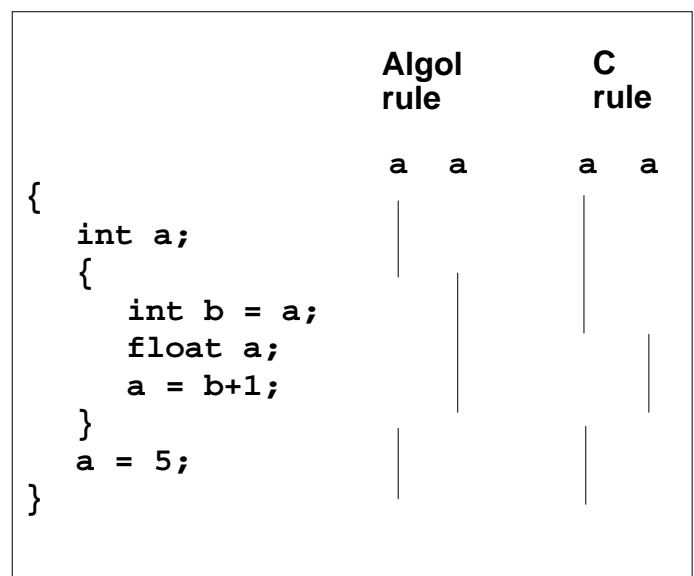 Algol C
rule rule
a a a a
{
int a;
{
int b = a;
float a;
a = b+1;
}
a = 5;
}